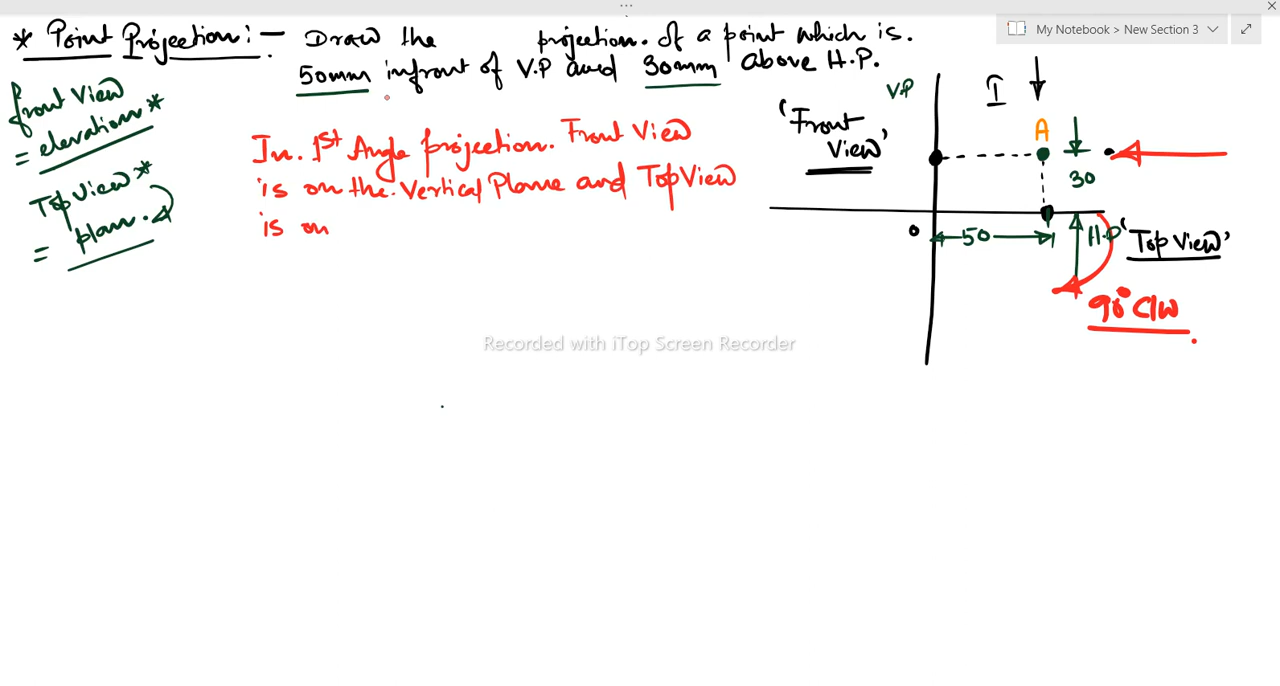 My Notebook > New Section 3
* Point Projection :- Draw the projection. of a point which is.
50mm infront of V.P and 30mm above H.P.
front View
= elevation *
Top View *
= plan.
In. 1st Angle projection. Front View
is on the. Vertical Plane and Top View
is on
V.P
I
'Front
View'
A
30
o
50
H.P
'Top View'
90° C/W
Recorded with iTop Screen Recorder